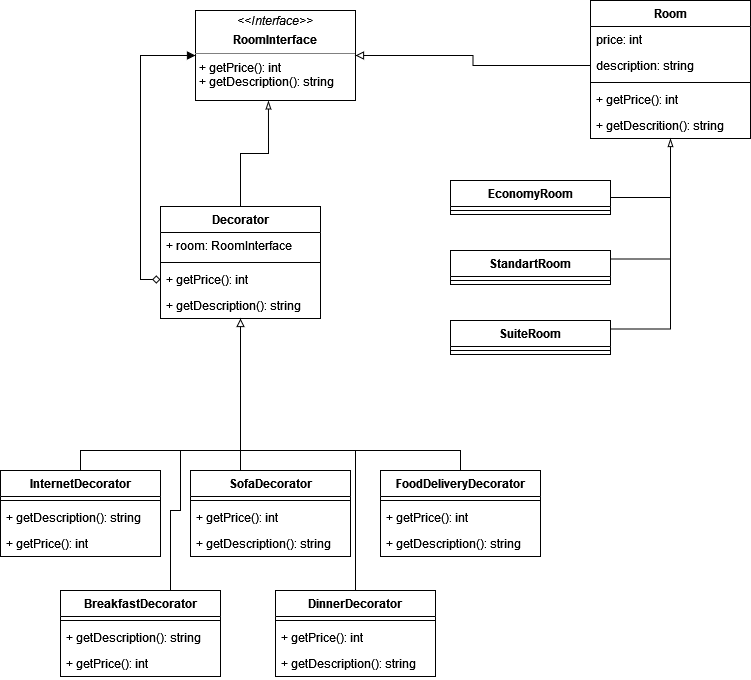 <<Interface>>
RoomInterface
+ getPrice(): int
+ getDescription(): string
Room
price: int
description: string
+ getPrice(): int
+ getDescrition(): string
EconomyRoom
StandartRoom
SuiteRoom
Decorator
+ room: RoomInterface
+ getPrice(): int
+ getDescription(): string
InternetDecorator
+ getDescription(): string
+ getPrice(): int
SofaDecorator
+ getPrice(): int
+ getDescription(): string
FoodDeliveryDecorator
+ getPrice(): int
+ getDescription(): string
BreakfastDecorator
+ getDescription(): string
+ getPrice(): int
DinnerDecorator
+ getPrice(): int
+ getDescription(): string